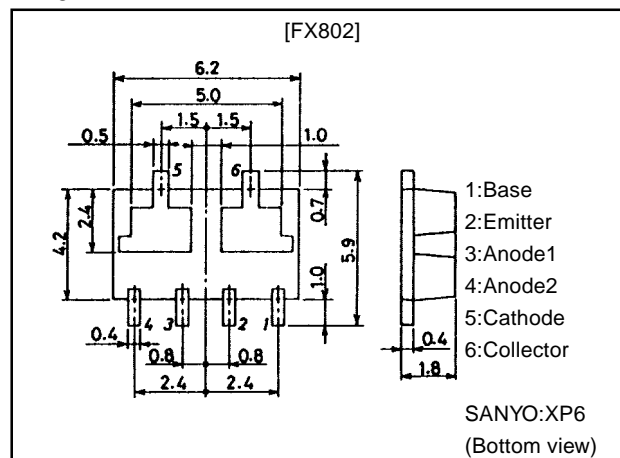 [FX802]
6.2
5.0
1.5 1.5
0.5 1.0
5 6
2.4
4.2
0.7
5.9
1.0
4 3 2 1
0.4
0.8 0.8
2.4 2.4
0.4
1.8
1:Base
2:Emitter
3:Anode1
4:Anode2
5:Cathode
6:Collector
SANYO:XP6
(Bottom view)